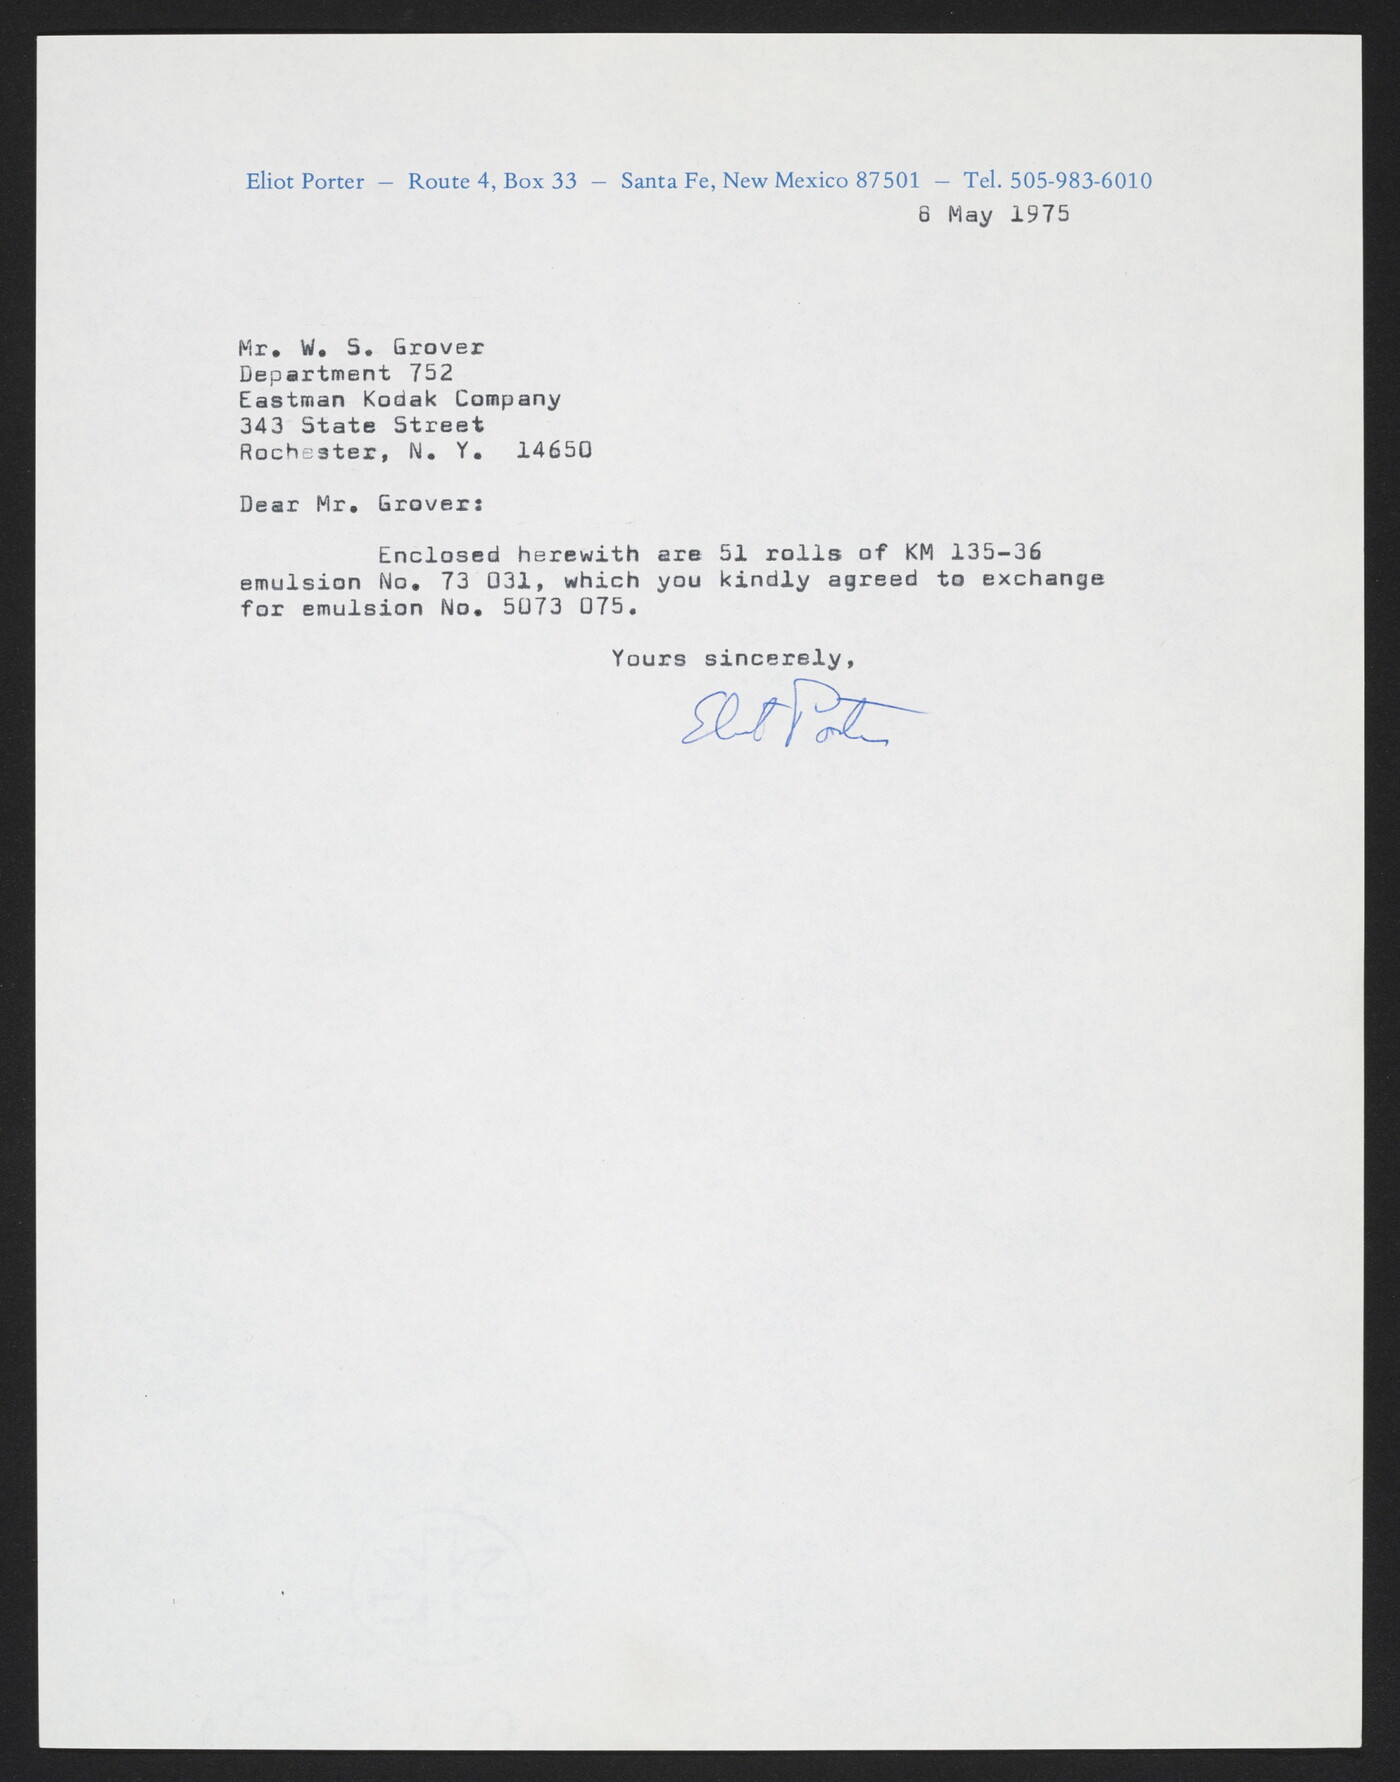 Eliot Porter — Route 4, Box 33 — Santa Fe, New Mexico 87501 — Tel. 505-983-6010
8 May 1975
Mr. W. S. Grover
Department 752
Eastman Kodak Company
343 State Street
Rochester, N. Y.  14650
Dear Mr. Grover:
Enclosed herewith are 51 rolls of KM 135-36
emulsion No. 73 031, which you kindly agreed to exchange
for emulsion No. 5073 075.
Yours sincerely,
Eliot Porter